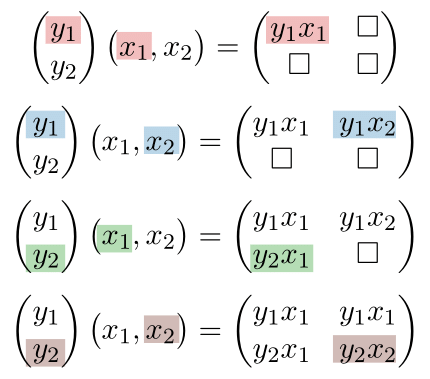 (y₁ y₂) (x₁, x₂) = (y₁x₁ □ □ □)
(y₁ y₂) (x₁, x₂) = (y₁x₁ y₁x₂ □ □)
(y₁ y₂) (x₁, x₂) = (y₁x₁ y₁x₂ y₂x₁ □)
(y₁ y₂) (x₁, x₂) = (y₁x₁ y₁x₁ y₂x₁ y₂x₂)